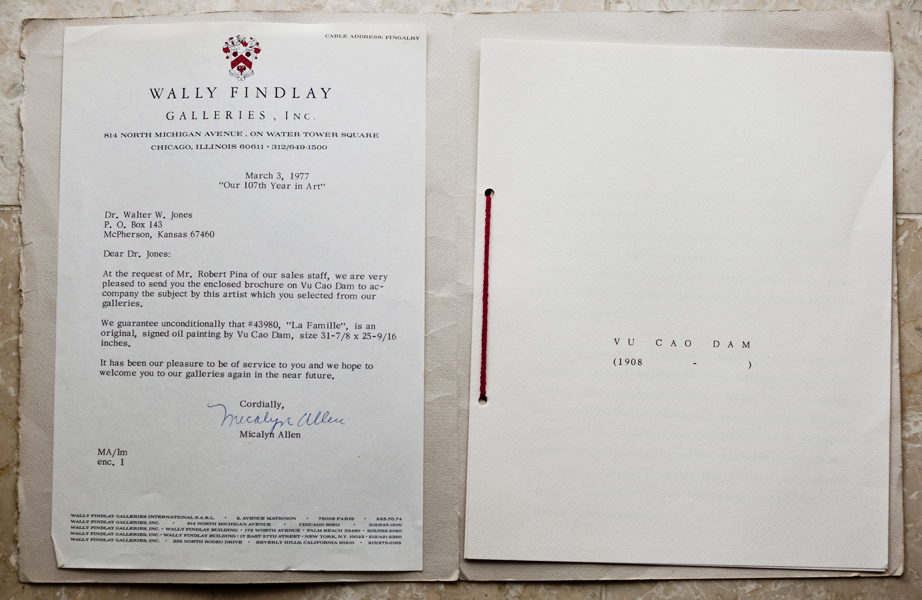 CABLE ADDRESS: FINGALRY
WALLY FINDLAY
GALLERIES, INC.
814 NORTH MICHIGAN AVENUE, ON WATER TOWER SQUARE
CHICAGO, ILLINOIS 60611 • 312/649-1500
March 3, 1977
"Our 107th Year in Art"
Dr. Walter W. Jones
P. O. Box 143
McPherson, Kansas 67460
Dear Dr. Jones:
At the request of Mr. Robert Pina of our sales staff, we are very
pleased to send you the enclosed brochure on Vu Cao Dam to ac-
company the subject by this artist which you selected from our
galleries.
We guarantee unconditionally that #43980, "La Famille", is an
original, signed oil painting by Vu Cao Dam, size 31-7/8 x 25-9/16
inches.
It has been our pleasure to be of service to you and we hope to
welcome you to our galleries again in the near future.
Cordially,
Micalyn Allen
Micalyn Allen
MA/lm
enc. 1
WALLY FINDLAY GALLERIES INTERNATIONAL S.A.R.L. • 2, AVENUE MATIGNON • 75008 PARIS • 225.70.74
WALLY FINDLAY GALLERIES, INC. • 814 NORTH MICHIGAN AVENUE • CHICAGO 60611 • 312/649-1500
WALLY FINDLAY GALLERIES, INC. • WALLY FINDLAY BUILDING • 175 WORTH AVENUE • PALM BEACH 33480 • 305/655-2090
WALLY FINDLAY GALLERIES, INC. • WALLY FINDLAY BUILDING • 17 EAST 57TH STREET • NEW YORK, N.Y. 10022 • 212/421-5390
WALLY FINDLAY GALLERIES, INC. • 339 NORTH RODEO DRIVE • BEVERLY HILLS, CALIFORNIA 90210 •
VU CAO DAM
(1908 - )